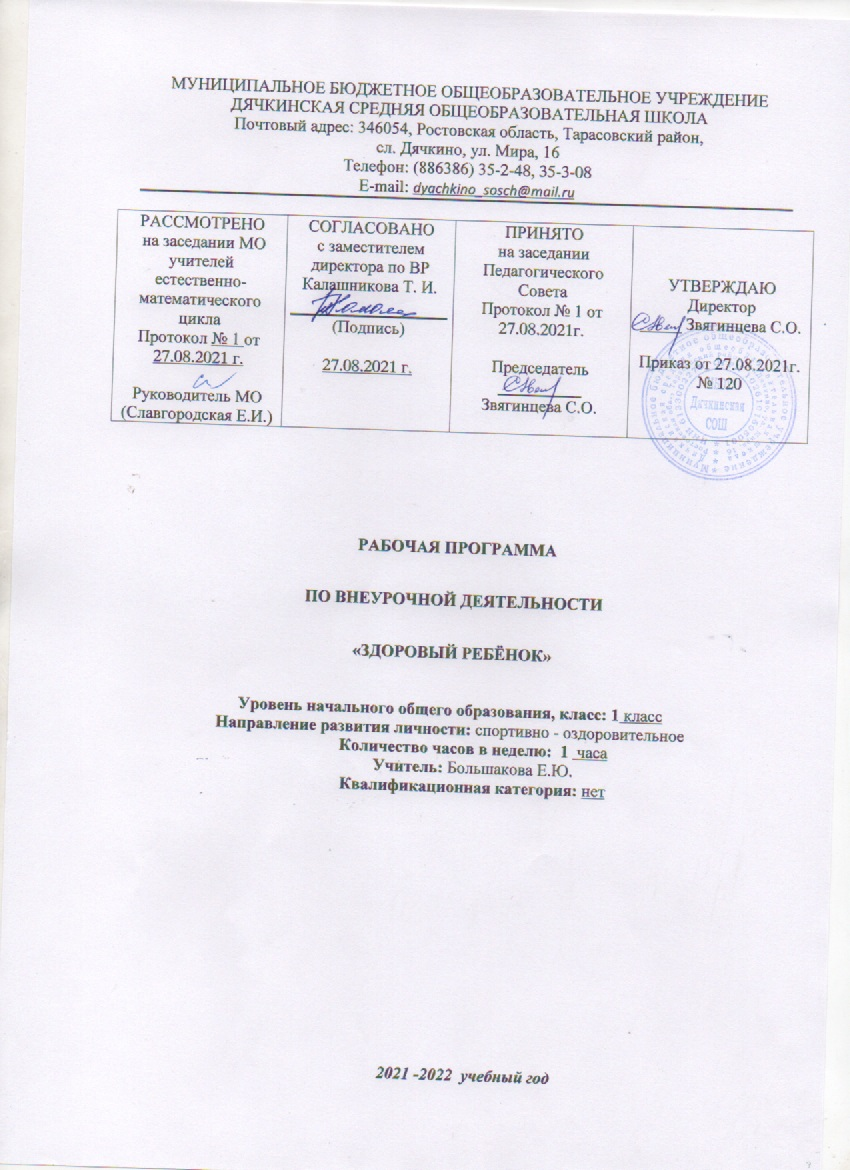 МУНИЦИПАЛЬНОЕ БЮДЖЕТНОЕ ОБЩЕОБРАЗОВАТЕЛЬНОЕ УЧРЕЖДЕНИЕ
ДЯЧКИНСКАЯ СРЕДНЯЯ ОБЩЕОБРАЗОВАТЕЛЬНАЯ ШКОЛА
Почтовый адрес: 346054, Ростовская область, Тарасовский район,
сл. Дячкино, ул. Мира, 16
Телефон: (886386) 35-2-48, 35-3-08
E-mail: dyachkino_sosch@mail.ru
РАССМОТРЕНО
на заседании МО
учителей
естественно-
математического
цикла
Протокол № 1 от
27.08.2021 г.
Руководитель МО
(Славгородская Е.И.)
СОГЛАСОВАНО
с заместителем
директора по ВР
Калашникова Т. И.
(Подпись)
27.08.2021 г.
ПРИНЯТО
на заседании
Педагогического
Совета
Протокол № 1 от
27.08.2021г.
Председатель
Звягинцева С.О.
УТВЕРЖДАЮ
Директор
Звягинцева С.О.
Приказ от 27.08.2021г.
№ 120
Дячкинская
СОШ
РАБОЧАЯ ПРОГРАММА
ПО ВНЕУРОЧНОЙ ДЕЯТЕЛЬНОСТИ
«ЗДОРОВЫЙ РЕБЁНОК»
Уровень начального общего образования, класс: 1 класс
Направление развития личности: спортивно - оздоровительное
Количество часов в неделю: 1 часа
Учитель: Большакова Е.Ю.
Квалификационная категория: нет
2021 -2022 учебный год